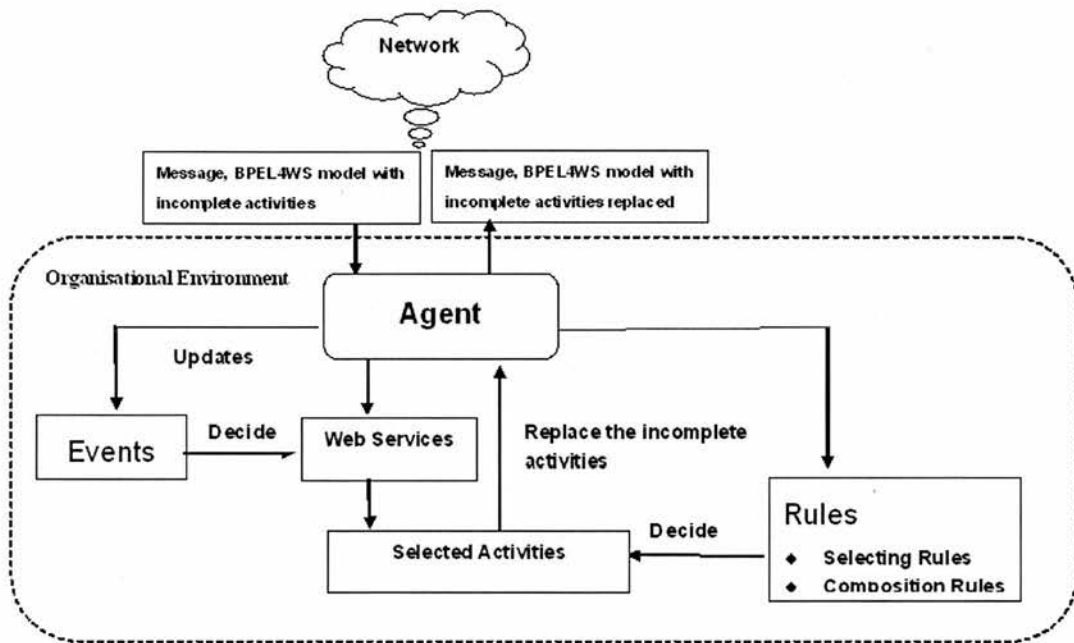 Network
Message, BPEL4WS model with
incomplete activities
Message, BPEL4WS model with
incomplete activities replaced
Organisational Environment
Agent
Updates
Events
Decide
Web Services
Replace the incomplete
activities
Selected Activities
Decide
Rules
◆ Selecting Rules
◆ Composition Rules